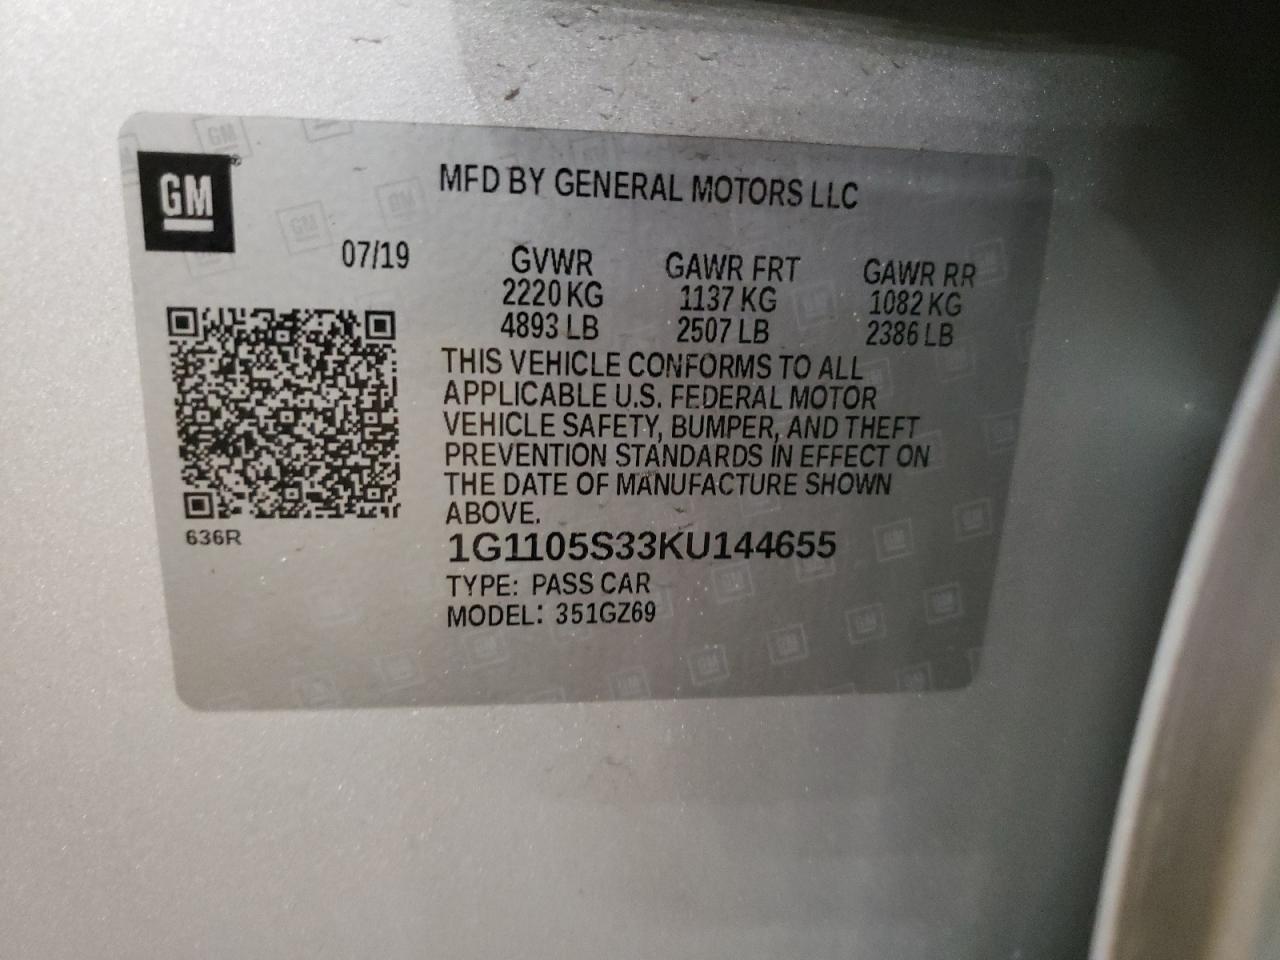 GM
MFD BY GENERAL MOTORS LLC
07/19
GVWR GAWR FRT GAWR RR
2220 KG 1137 KG 1082 KG
4893 LB 2507 LB 2386 LB
THIS VEHICLE CONFORMS TO ALL
APPLICABLE U.S. FEDERAL MOTOR
VEHICLE SAFETY, BUMPER, AND THEFT
PREVENTION STANDARDS IN EFFECT ON
THE DATE OF MANUFACTURE SHOWN
ABOVE.
636R
1G1105S33KU144655
TYPE: PASS CAR
MODEL: 351GZ69